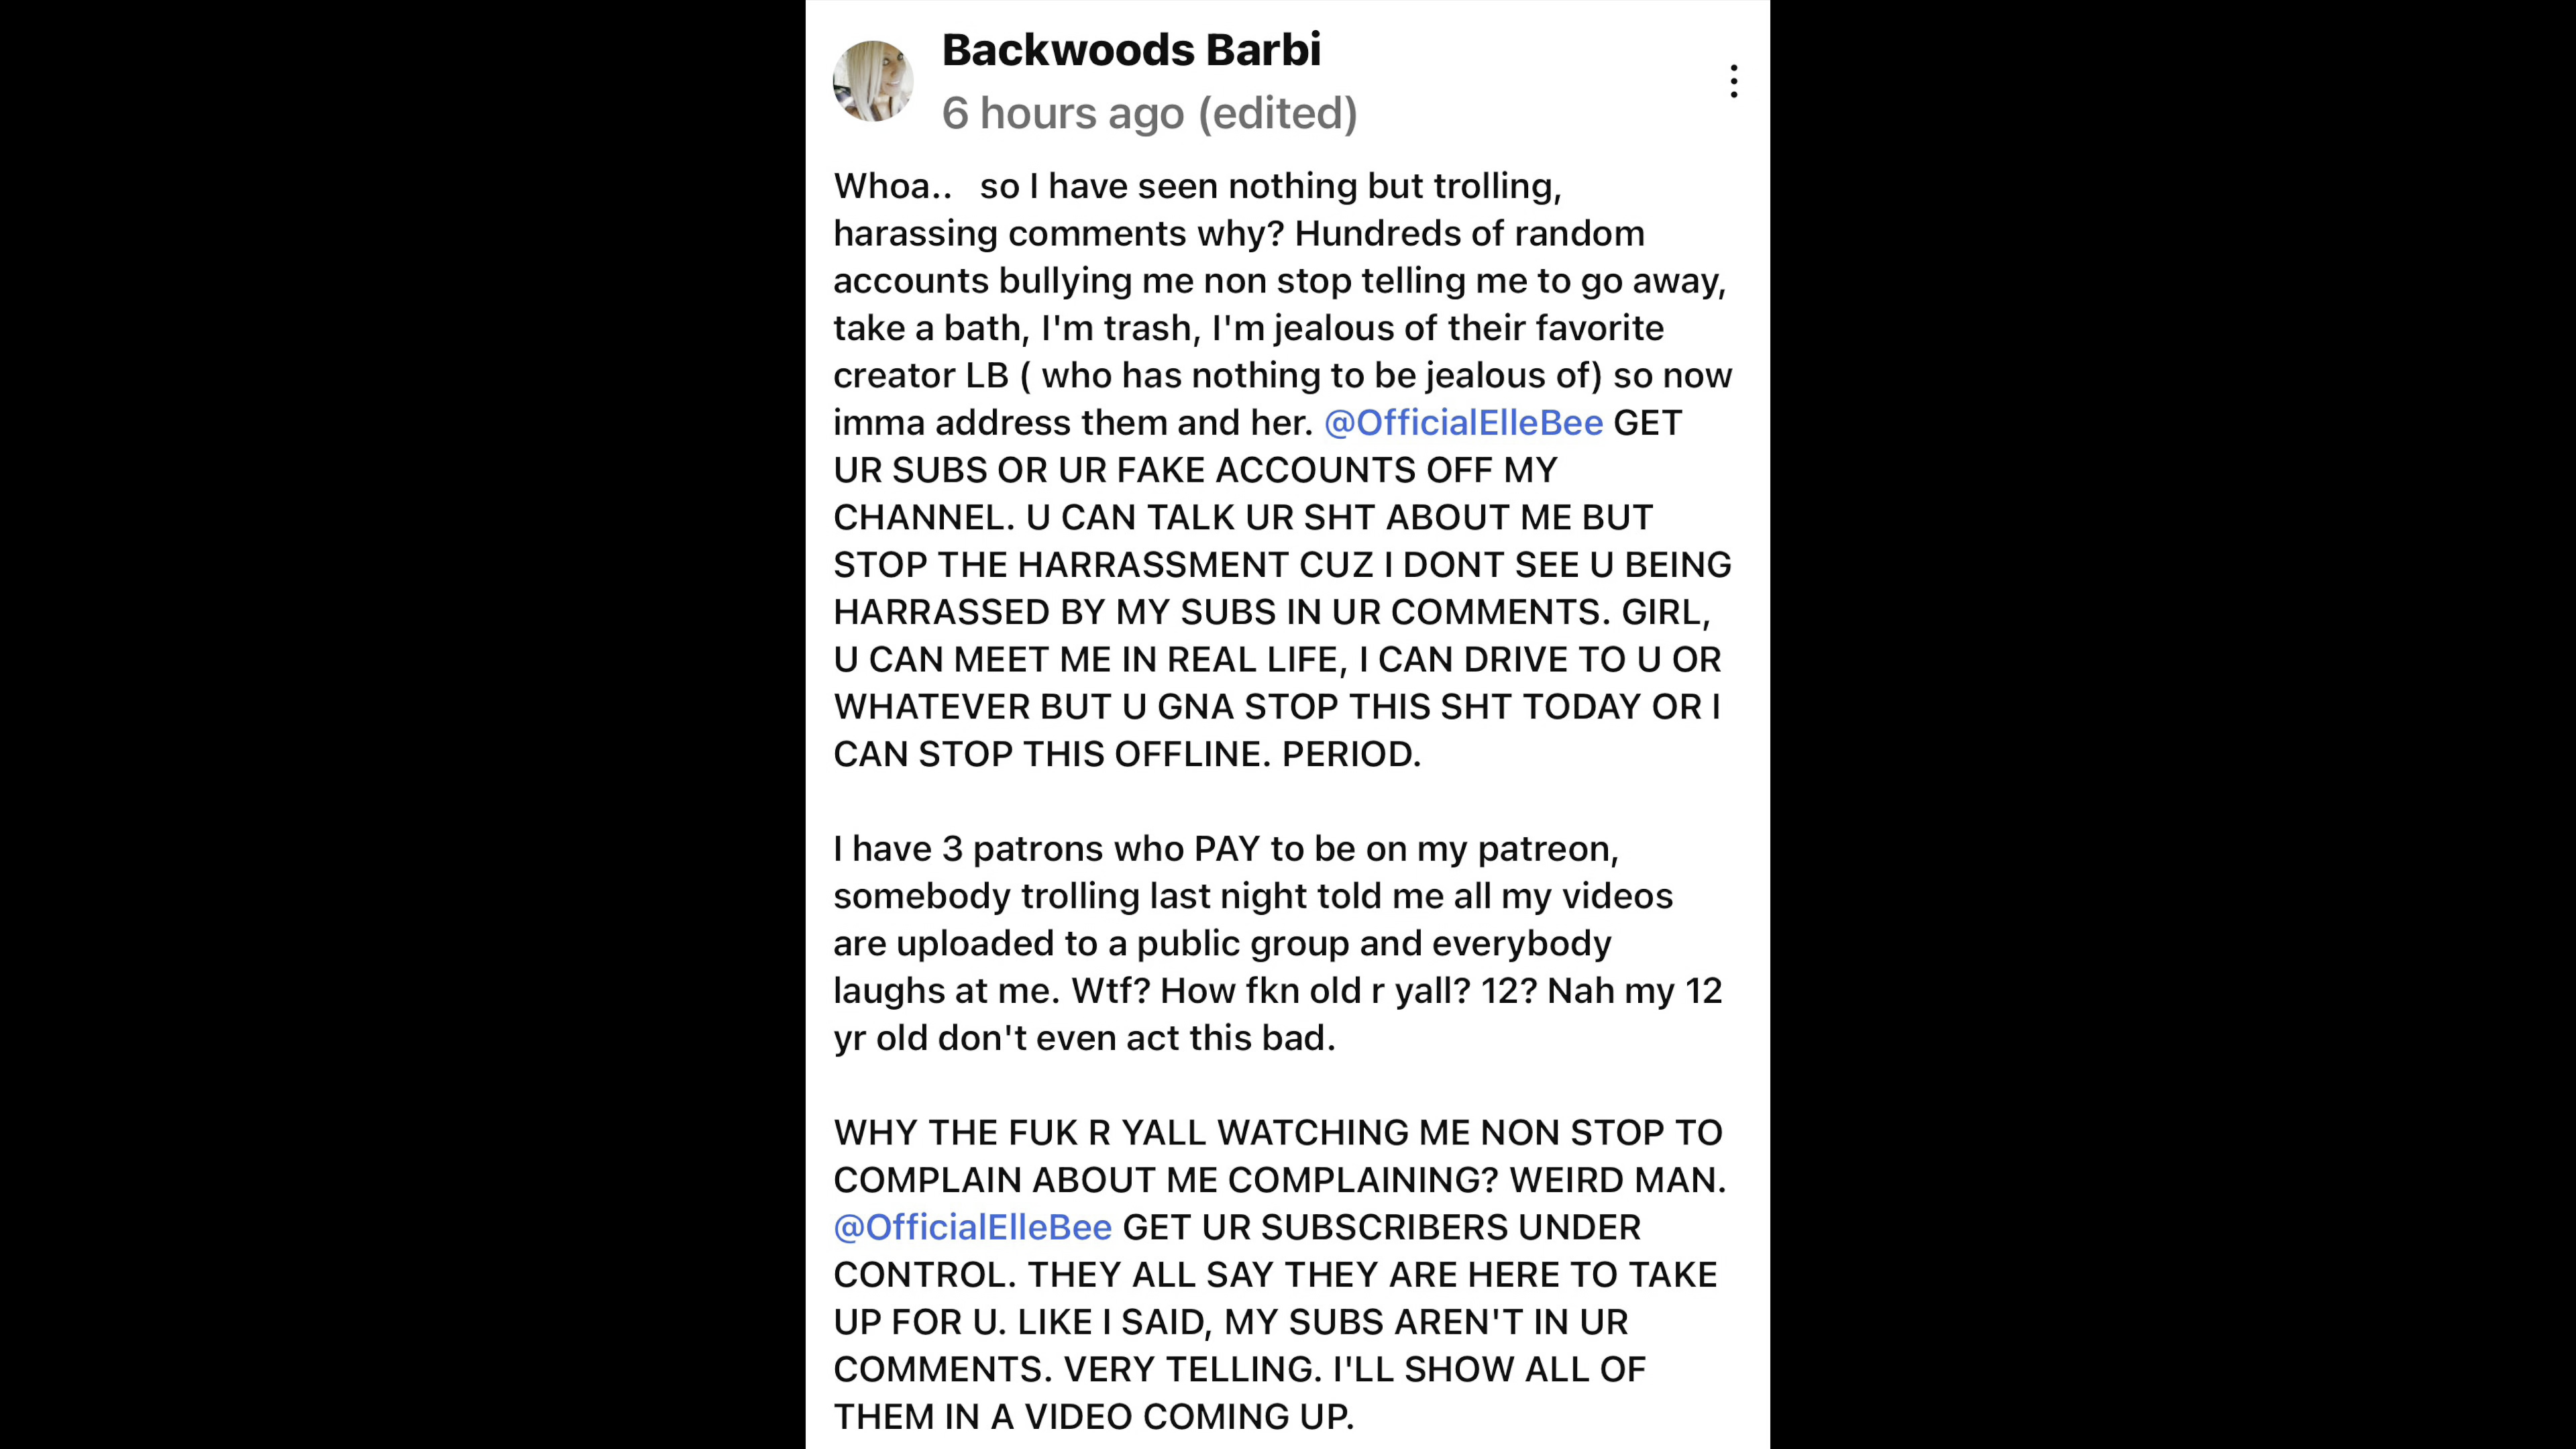 Backwoods Barbi
6 hours ago (edited)
Whoa..   so I have seen nothing but trolling,
harassing comments why? Hundreds of random
accounts bullying me non stop telling me to go away,
take a bath, I'm trash, I'm jealous of their favorite
creator LB ( who has nothing to be jealous of) so now
imma address them and her. @OfficialElleBee GET
UR SUBS OR UR FAKE ACCOUNTS OFF MY
CHANNEL. U CAN TALK UR SHT ABOUT ME BUT
STOP THE HARRASSMENT CUZ I DONT SEE U BEING
HARRASSED BY MY SUBS IN UR COMMENTS. GIRL,
U CAN MEET ME IN REAL LIFE, I CAN DRIVE TO U OR
WHATEVER BUT U GNA STOP THIS SHT TODAY OR I
CAN STOP THIS OFFLINE. PERIOD.
I have 3 patrons who PAY to be on my patreon,
somebody trolling last night told me all my videos
are uploaded to a public group and everybody
laughs at me. Wtf? How fkn old r yall? 12? Nah my 12
yr old don't even act this bad.
WHY THE FUK R YALL WATCHING ME NON STOP TO
COMPLAIN ABOUT ME COMPLAINING? WEIRD MAN.
@OfficialElleBee GET UR SUBSCRIBERS UNDER
CONTROL. THEY ALL SAY THEY ARE HERE TO TAKE
UP FOR U. LIKE I SAID, MY SUBS AREN'T IN UR
COMMENTS. VERY TELLING. I'LL SHOW ALL OF
THEM IN A VIDEO COMING UP.